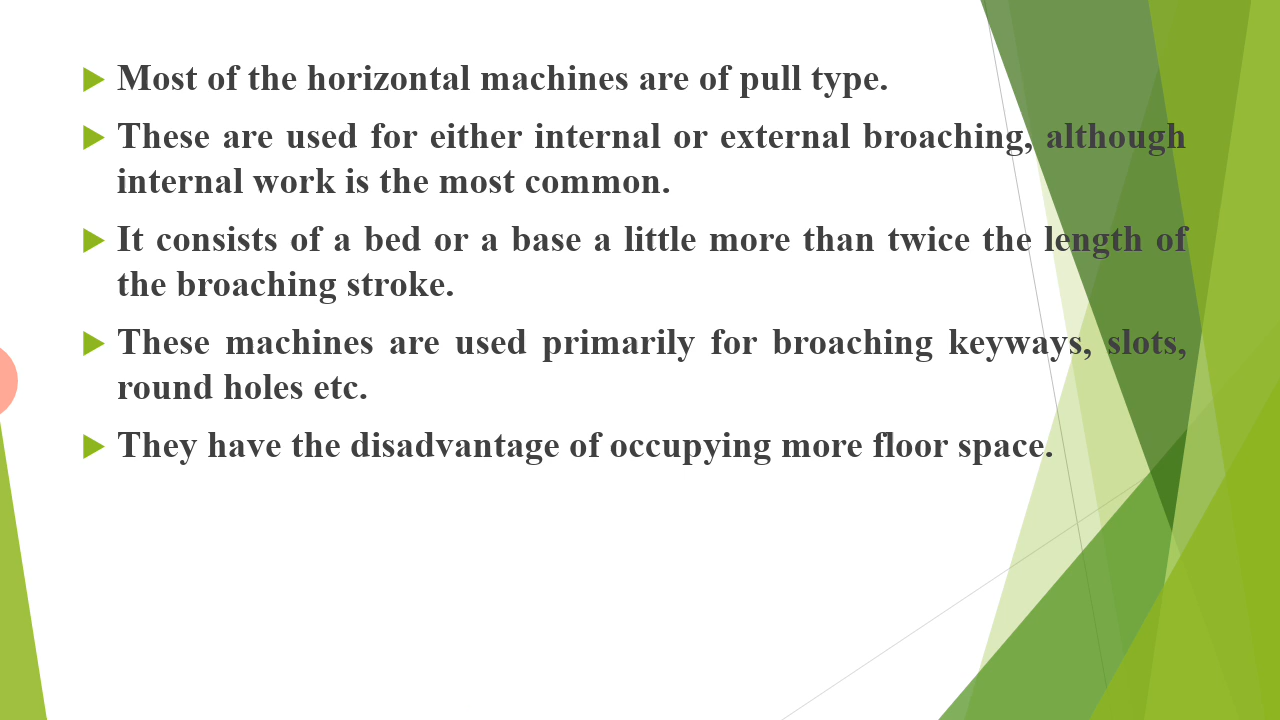 Most of the horizontal machines are of pull type.
These are used for either internal or external broaching, although
internal work is the most common.
It consists of a bed or a base a little more than twice the length of
the broaching stroke.
These machines are used primarily for broaching keyways, slots,
round holes etc.
They have the disadvantage of occupying more floor space.